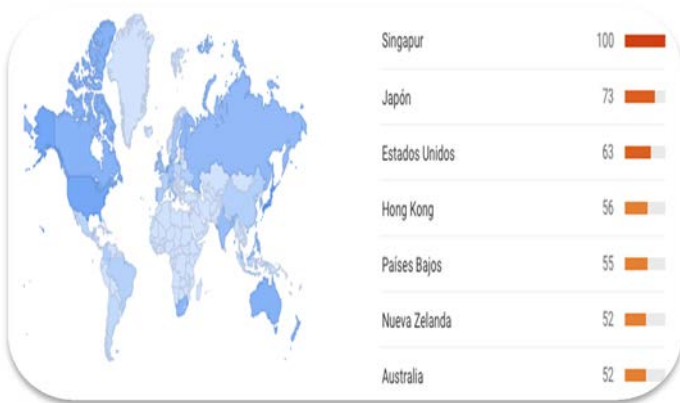 Singapur 100
Japón 73
Estados Unidos 63
Hong Kong 56
Países Bajos 55
Nueva Zelanda 52
Australia 52